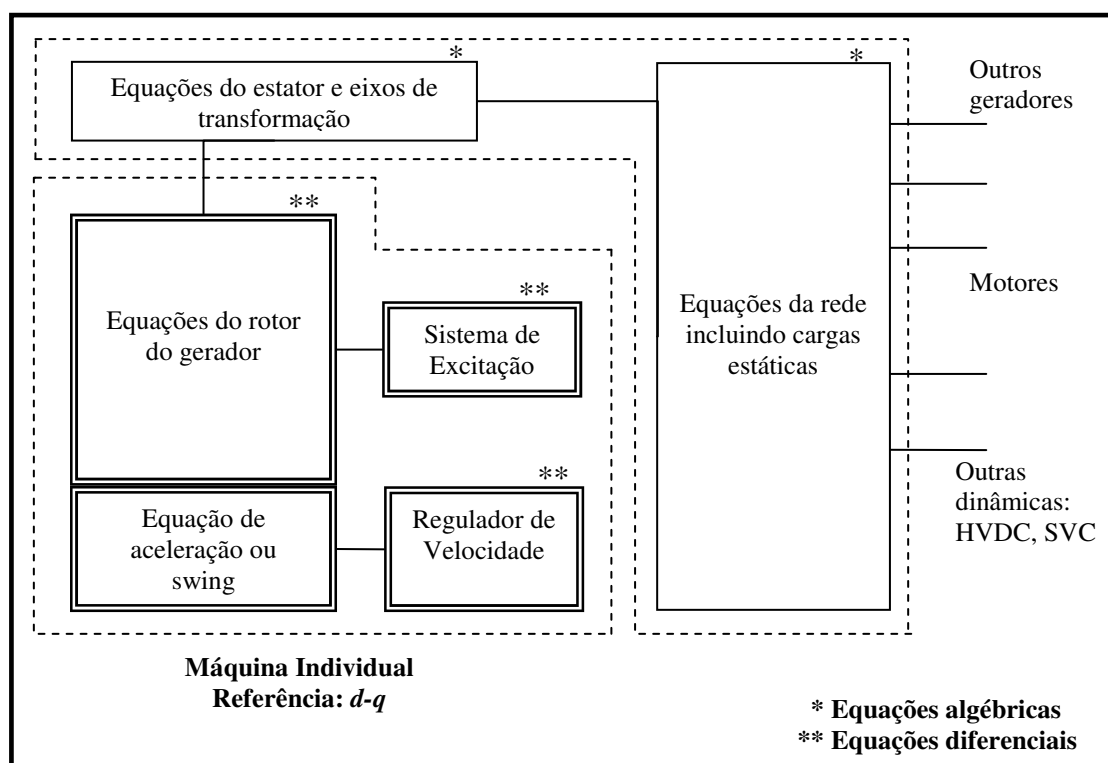 *
Equações do estator e eixos de
transformação
*
Outros
geradores
**
Equações do rotor
do gerador
**
Sistema de
Excitação
Equações da rede
incluindo cargas
estáticas
Motores
**
Equação de
aceleração ou
swing
Regulador de
Velocidade
Outras
dinâmicas:
HVDC, SVC
Máquina Individual
Referência: d-q
* Equações algébricas
** Equações diferenciais